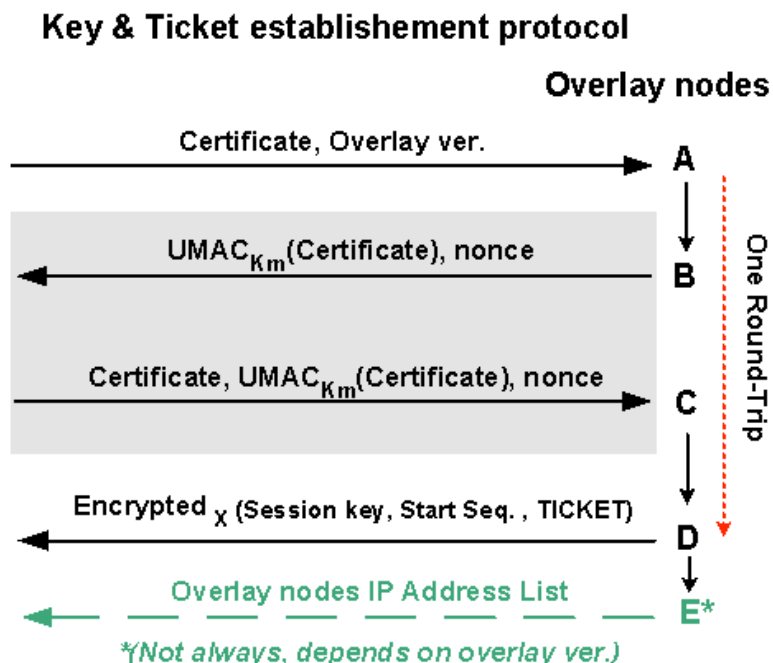 Key & Ticket establishement protocol
Overlay nodes
Certificate, Overlay ver.
A
UMACKm(Certificate), nonce
B
One Round-Trip
Certificate, UMACKm(Certificate), nonce
C
Encrypted X (Session key, Start Seq. , TICKET)
D
Overlay nodes IP Address List
E*
*(Not always, depends on overlay ver.)